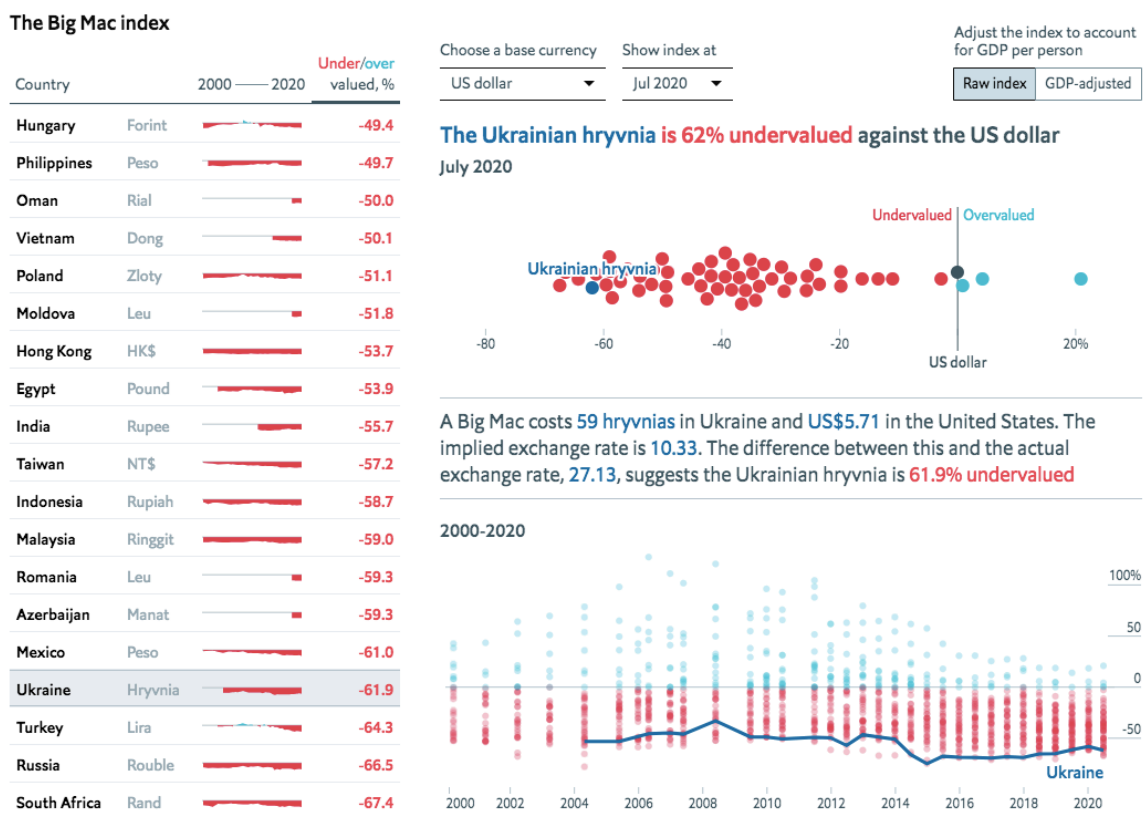 The Big Mac index
Country 2000 2020 Under/over valued, %
Hungary Forint -49.4
Philippines Peso -49.7
Oman Rial -50.0
Vietnam Dong -50.1
Poland Zloty -51.1
Moldova Leu -51.8
Hong Kong HK$ -53.7
Egypt Pound -53.9
India Rupee -55.7
Taiwan NT$ -57.2
Indonesia Rupiah -58.7
Malaysia Ringgit -59.0
Romania Leu -59.3
Azerbaijan Manat -59.3
Mexico Peso -61.0
Ukraine Hryvnia -61.9
Turkey Lira -64.3
Russia Rouble -66.5
South Africa Rand -67.4
Choose a base currency
US dollar
Show index at
Jul 2020
Adjust the index to account
for GDP per person
Raw index GDP-adjusted
The Ukrainian hryvnia is 62% undervalued against the US dollar
July 2020
Undervalued Overvalued
Ukrainian hryvnia
-80 -60 -40 -20 20%
US dollar
A Big Mac costs 59 hryvnias in Ukraine and US$5.71 in the United States. The
implied exchange rate is 10.33. The difference between this and the actual
exchange rate, 27.13, suggests the Ukrainian hryvnia is 61.9% undervalued
2000-2020
100%
50
0
-50
Ukraine
2000 2002 2004 2006 2008 2010 2012 2014 2016 2018 2020